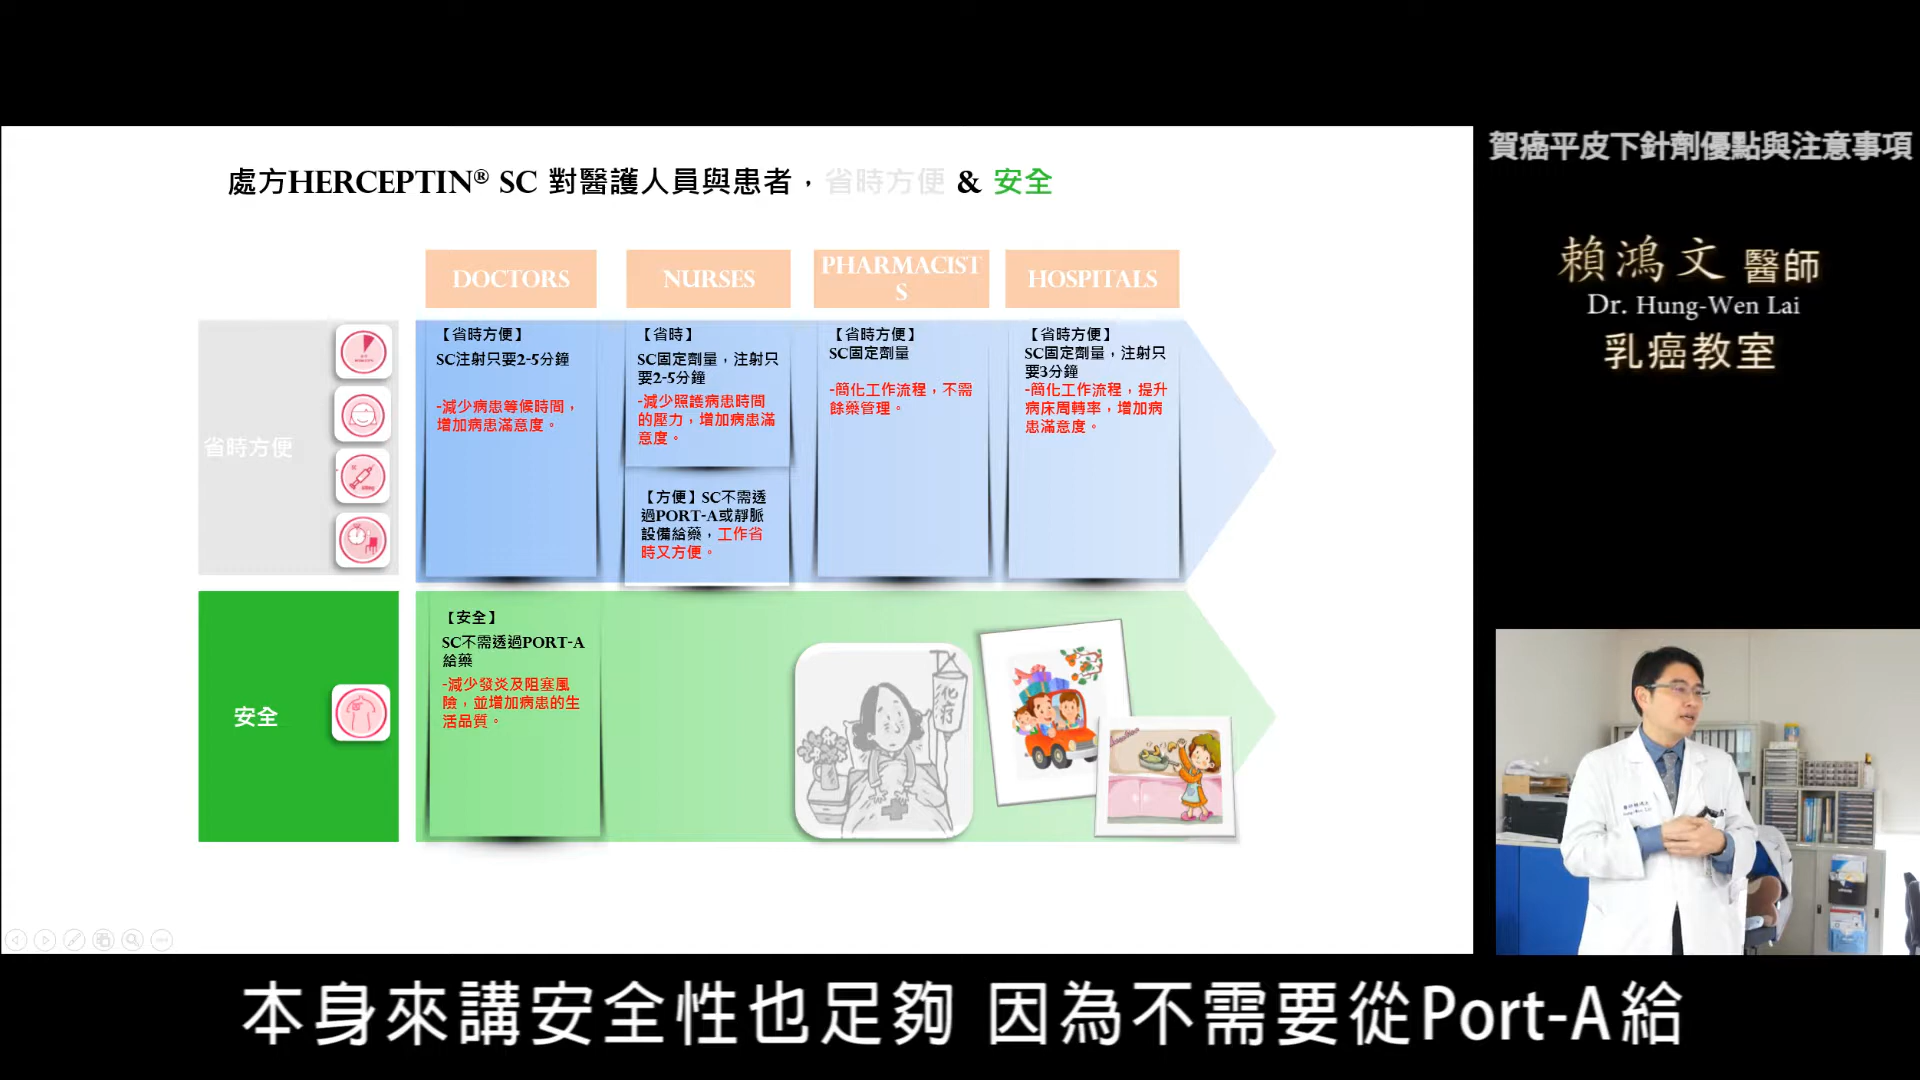 處方HERCEPTIN® SC 對醫護人員與患者，省時方便 & 安全
賀癌平皮下針劑優點與注意事項
賴鴻文 醫師
Dr. Hung-Wen Lai
乳癌教室
DOCTORS
NURSES
PHARMACIST
S
HOSPITALS
省時方便
【省時方便】
SC注射只要2-5分鐘
-減少病患等候時間，
增加病患滿意度。
【省時】
SC固定劑量，注射只
要2-5分鐘
-減少照護病患時間
的壓力，增加病患滿
意度。
【方便】SC不需透
過PORT-A或靜脈
設備給藥，工作省
時又方便。
【省時方便】
SC固定劑量
-簡化工作流程，不需
餘藥管理。
【省時方便】
SC固定劑量，注射只
要3分鐘
-簡化工作流程，提升
病床周轉率，增加病
患滿意度。
安全
【安全】
SC不需透過PORT-A
給藥
-減少發炎及阻塞風
險，並增加病患的生
活品質。
化療
本身來講安全性也足夠 因為不需要從Port-A給